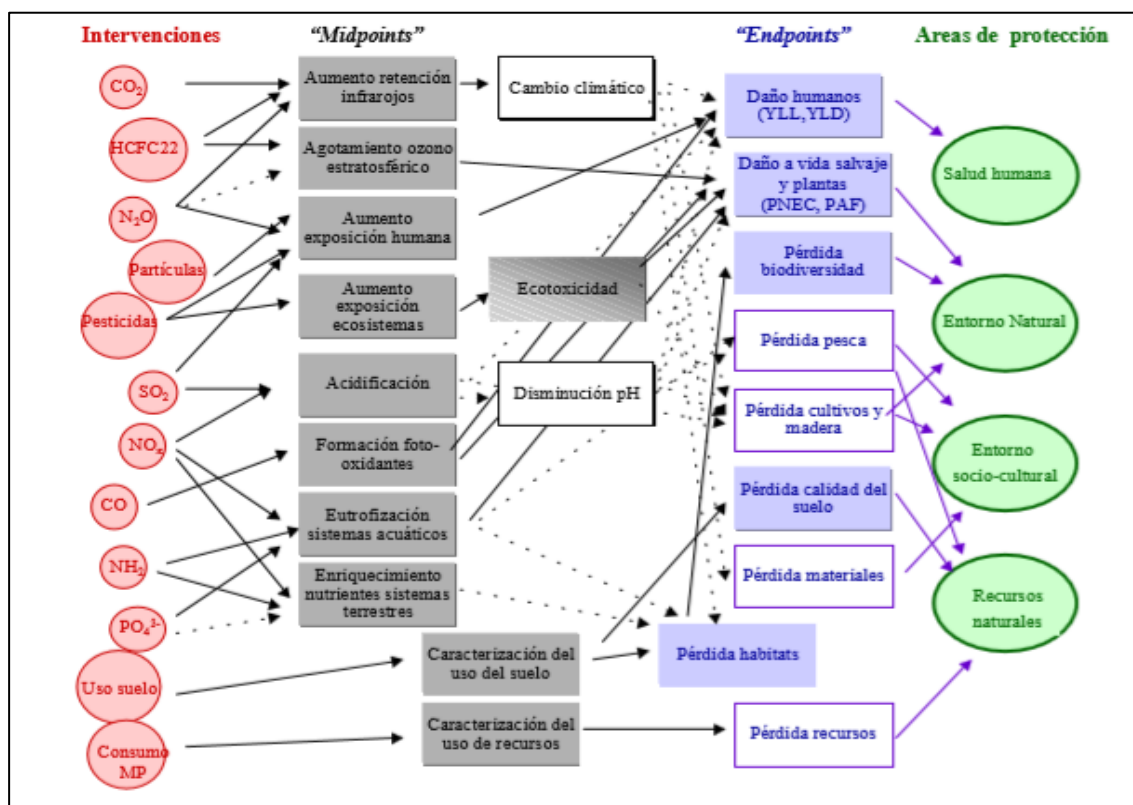 Intervenciones
“Midpoints”
“Endpoints”
Areas de protección
CO2
HCFC22
N2O
Partículas
Pesticidas
SO2
NOx
CO
NH2
PO4³⁻
Uso suelo
Consumo
MP
Aumento retención
infrarojos
Agotamiento ozono
estratosférico
Aumento
exposición humana
Aumento
exposición
ecosistemas
Acidificación
Formación foto-
oxidantes
Eutrofización
sistemas acuáticos
Enriquecimiento
nutrientes sistemas
terrestres
Caracterización del
uso del suelo
Caracterización del
uso de recursos
Cambio climático
Ecotoxicidad
Disminución pH
Daño humanos
(YLL,YLD)
Daño a vida salvaje
y plantas
(PNEC, PAF)
Pérdida
biodiversidad
Pérdida pesca
Pérdida cultivos y
madera
Pérdida calidad del
suelo
Pérdida materiales
Pérdida habitats
Pérdida recursos
Salud humana
Entorno Natural
Entorno
socio-cultural
Recursos
naturales